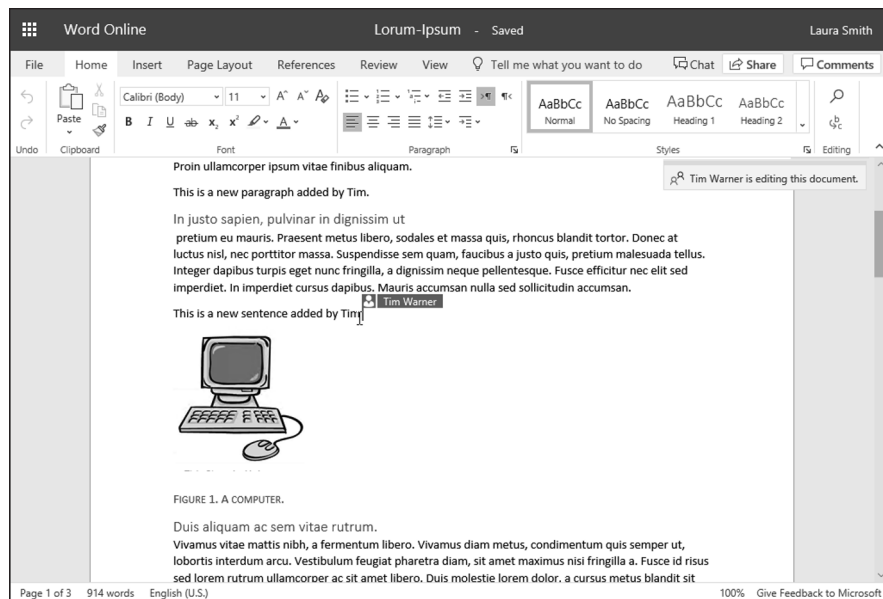 Word Online
Lorum-Ipsum - Saved
Laura Smith
File Home Insert Page Layout References Review View Tell me what you want to do Chat Share Comments
Calibri (Body) 11
Paste
AaBbCc AaBbCc AaBbCc AaBbCc
Normal No Spacing Heading 1 Heading 2
Undo Clipboard Font Paragraph Styles Editing
Tim Warner is editing this document.
Proin ullamcorper ipsum vitae finibus aliquam.
This is a new paragraph added by Tim.
In justo sapien, pulvinar in dignissim ut
pretium eu mauris. Praesent metus libero, sodales et massa quis, rhoncus blandit tortor. Donec at
luctus nisl, nec porttitor massa. Suspendisse sem quam, faucibus a justo quis, pretium malesuada tellus.
Integer dapibus turpis eget nunc fringilla, a dignissim neque pellentesque. Fusce efficitur nec elit sed
imperdiet. In imperdiet cursus dapibus. Mauris accumsan nulla sed sollicitudin accumsan.
Tim Warner
This is a new sentence added by Tim
FIGURE 1. A COMPUTER.
Duis aliquam ac sem vitae rutrum.
Vivamus vitae mattis nibh, a fermentum libero. Vivamus diam metus, condimentum quis semper ut,
lobortis interdum arcu. Vestibulum feugiat pharetra diam, sit amet maximus nisi fringilla a. Fusce id risus
sed lorem rutrum ullamcorper ac sit amet libero. Duis molestie lorem dolor, a cursus metus blandit sit
Page 1 of 3 914 words English (U.S.) 100% Give Feedback to Microsoft